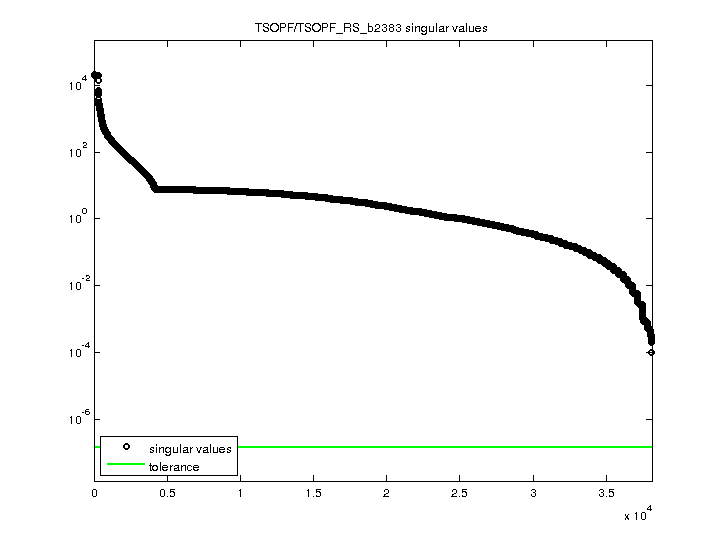 TSOPF/TSOPF_RS_b2383 singular values
10^4
10^2
10^0
10^-2
10^-4
10^-6
singular values
tolerance
0 0.5 1 1.5 2 2.5 3 3.5
x 10^4